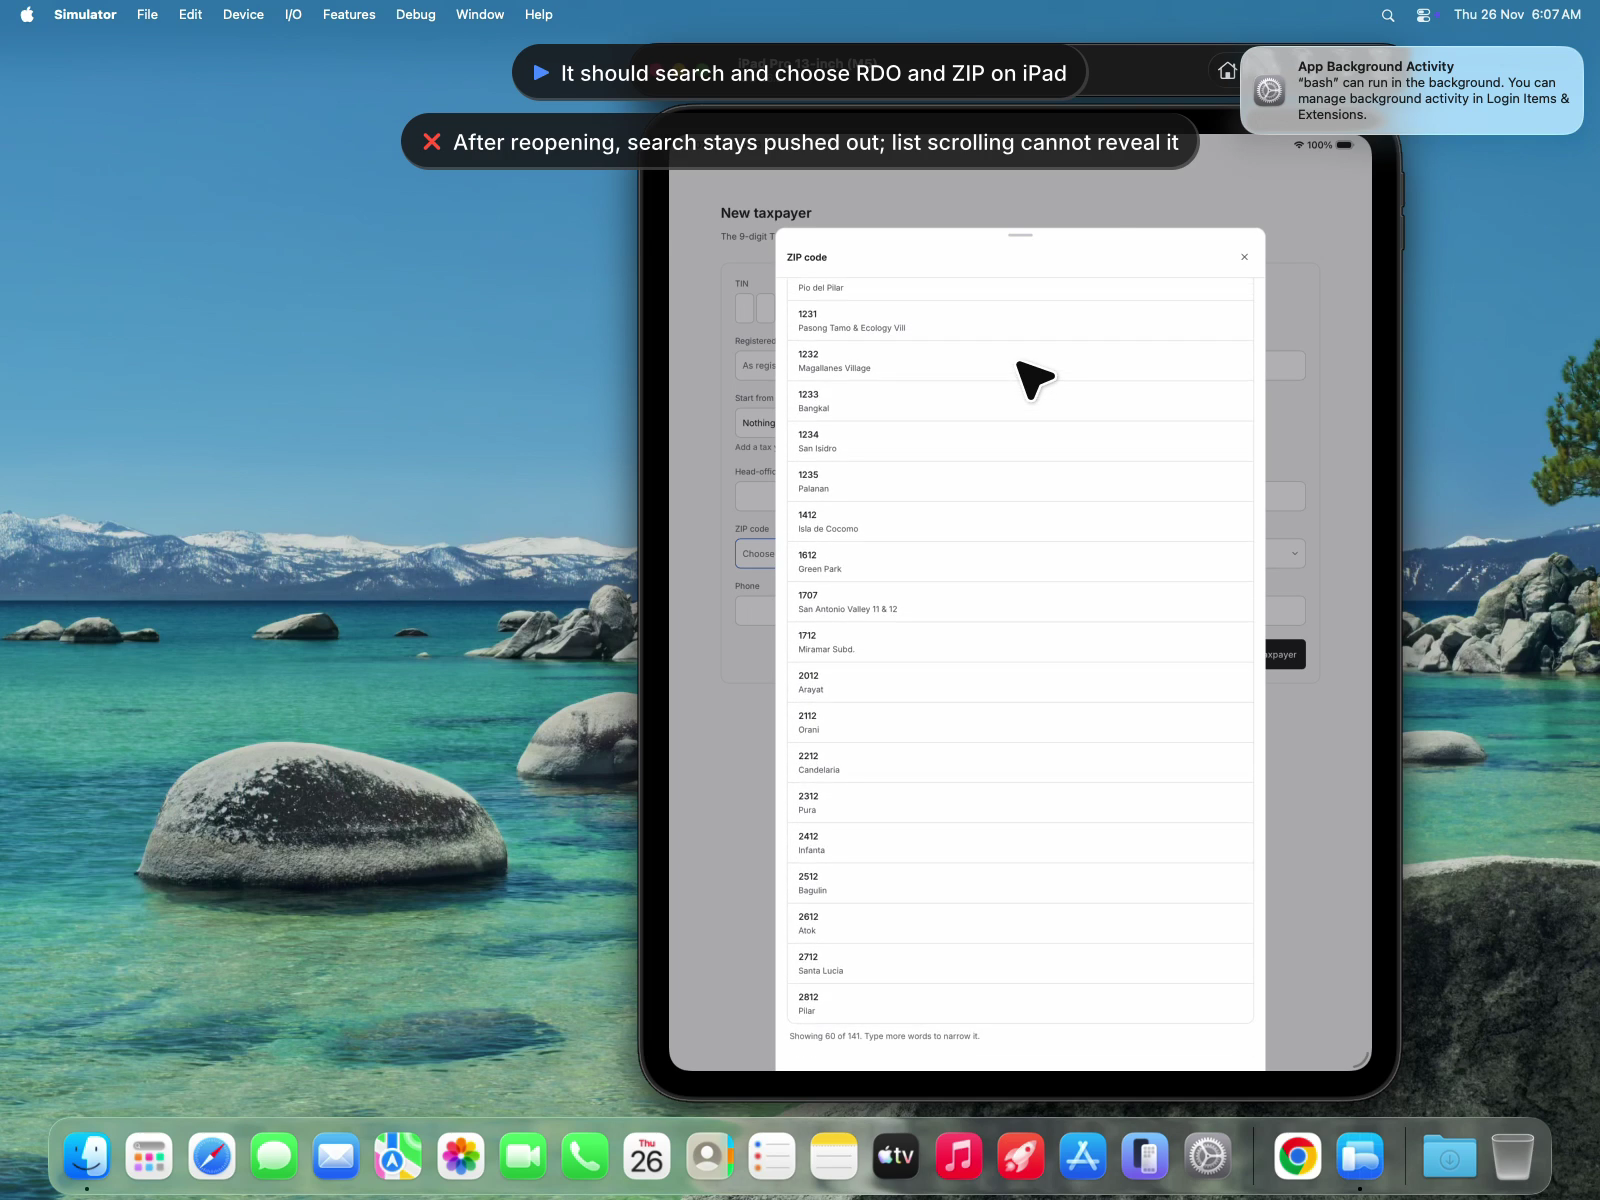 Simulator File Edit Device I/O Features Debug Window Help
Thu 26 Nov 6:07 AM
It should search and choose RDO and ZIP on iPad
After reopening, search stays pushed out; list scrolling cannot reveal it
App Background Activity
“bash” can run in the background. You can
manage background activity in Login Items &
Extensions.
100%
New taxpayer
The 9-digit T
ZIP code
TIN
Registered
As regis
Start from
Nothing
Add a tax
Head-offic
ZIP code
Choose
Phone
axpayer
Pio del Pilar
1231
Pasong Tamo & Ecology Vill
1232
Magallanes Village
1233
Bangkal
1234
San Isidro
1235
Palanan
1412
Isla de Cocomo
1612
Green Park
1707
San Antonio Valley 11 & 12
1712
Miramar Subd.
2012
Arayat
2112
Orani
2212
Candelaria
2312
Pura
2412
Infanta
2512
Bagulin
2612
Atok
2712
Santa Lucia
2812
Pilar
Showing 60 of 141. Type more words to narrow it.
Thu
26
tv